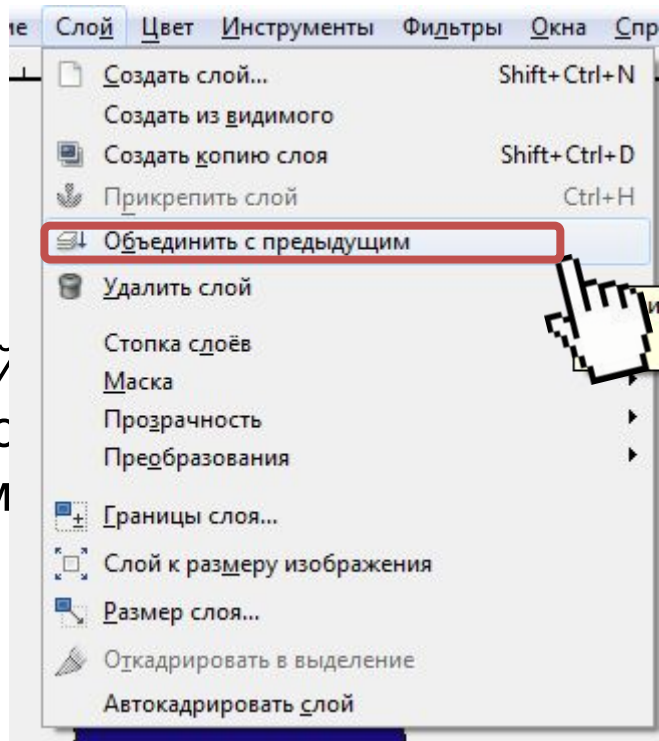 Слой Цвет Инструменты Фильтры Окна
Создать слой... Shift+Ctrl+N
Создать из видимого
Создать копию слоя Shift+Ctrl+D
Прикрепить слой Ctrl+H
Объединить с предыдущим
Удалить слой
Стопка слоёв
Маска
Прозрачность
Преобразования
Границы слоя...
Слой к размеру изображения
Размер слоя...
Откадрировать в выделение
Автокадрировать слой